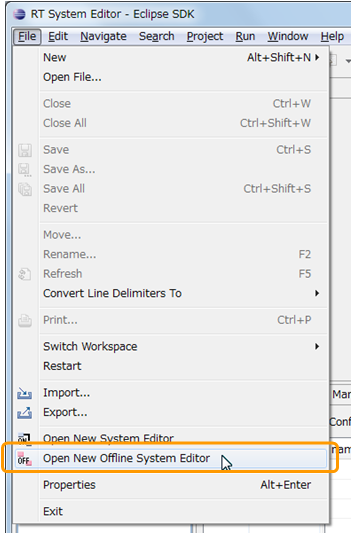 RT System Editor - Eclipse SDK
File Edit Navigate Search Project Run Window Help
New Alt+Shift+N
Open File...
Close Ctrl+W
Close All Ctrl+Shift+W
Save Ctrl+S
Save As...
Save All Ctrl+Shift+S
Revert
Move...
Rename... F2
Refresh F5
Convert Line Delimiters To
Print... Ctrl+P
Switch Workspace
Restart
Import...
Export...
ON Open New System Editor
OFF Open New Offline System Editor
Properties Alt+Enter
Exit